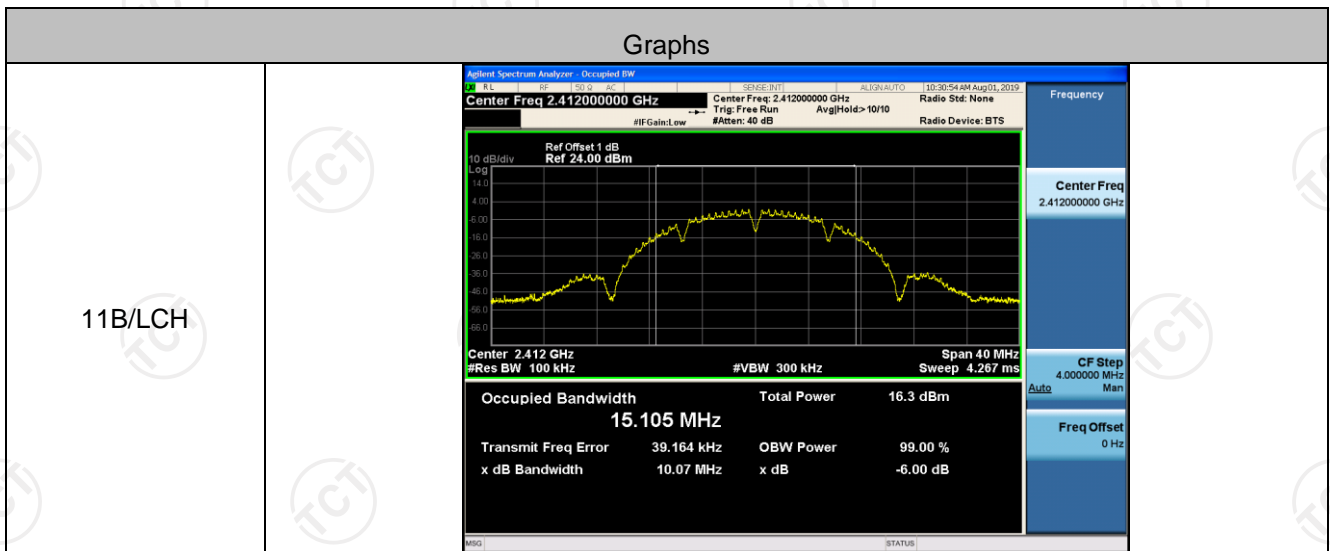 Graphs
11B/LCH
Agilent Spectrum Analyzer - Occupied BW
RL RF 50 Ω AC SENSE:INT ALIGNAUTO 10:30:54 AM Aug 01, 2019
Center Freq 2.412000000 GHz
Center Freq: 2.412000000 GHz
Radio Std: None
Trig: Free Run Avg|Hold:> 10/10
#IFGain:Low
#Atten: 40 dB
Radio Device: BTS
Ref Offset 1 dB
10 dB/div Ref 24.00 dBm
Log
14.0
4.00
-6.00
-16.0
-26.0
-36.0
-46.0
-56.0
-66.0
Center 2.412 GHz
Span 40 MHz
#Res BW 100 kHz
#VBW 300 kHz
Sweep 4.267 ms
Occupied Bandwidth
15.105 MHz
Total Power 16.3 dBm
Transmit Freq Error 39.164 kHz
OBW Power 99.00 %
x dB Bandwidth 10.07 MHz
x dB -6.00 dB
MSG
STATUS
Frequency
Center Freq
2.412000000 GHz
CF Step
4.000000 MHz
Auto Man
Freq Offset
0 Hz
TCT
TCT
TCT
TCT
TCT